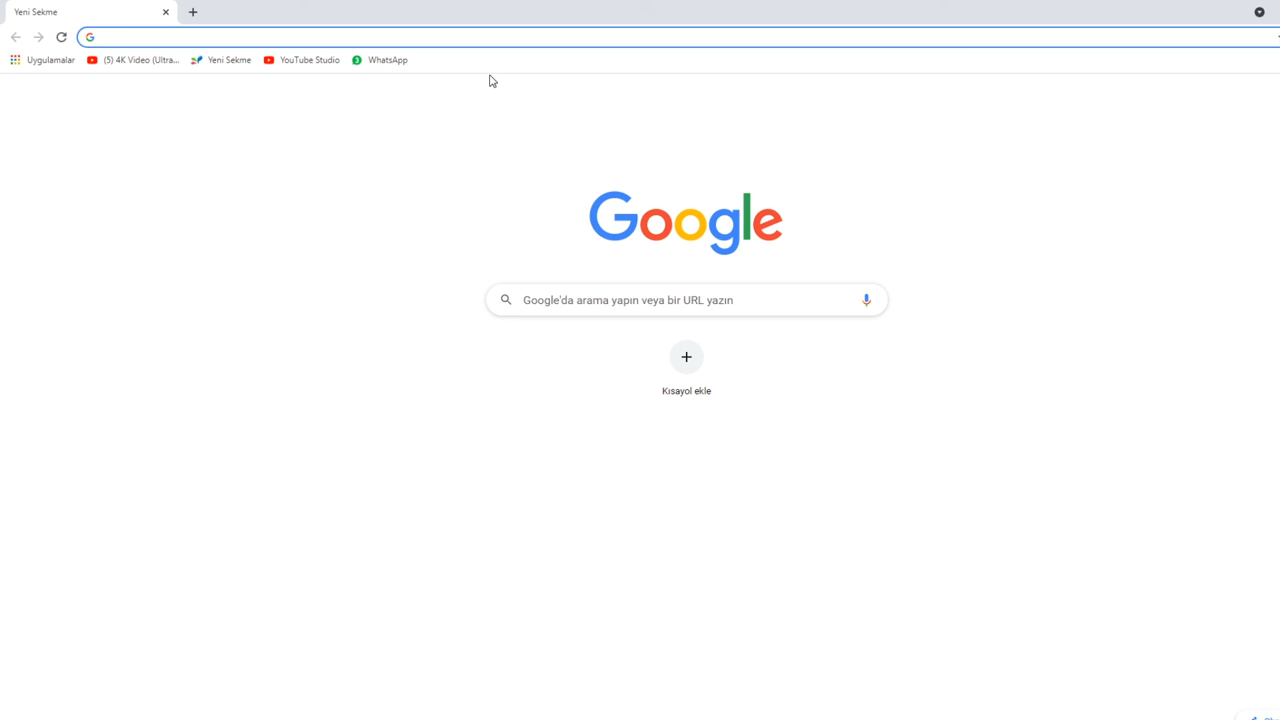 Yeni Sekme
Uygulamalar (5) 4K Video (Ultra... Yeni Sekme YouTube Studio 3 WhatsApp
Google
Google'da arama yapın veya bir URL yazın
Kısayol ekle